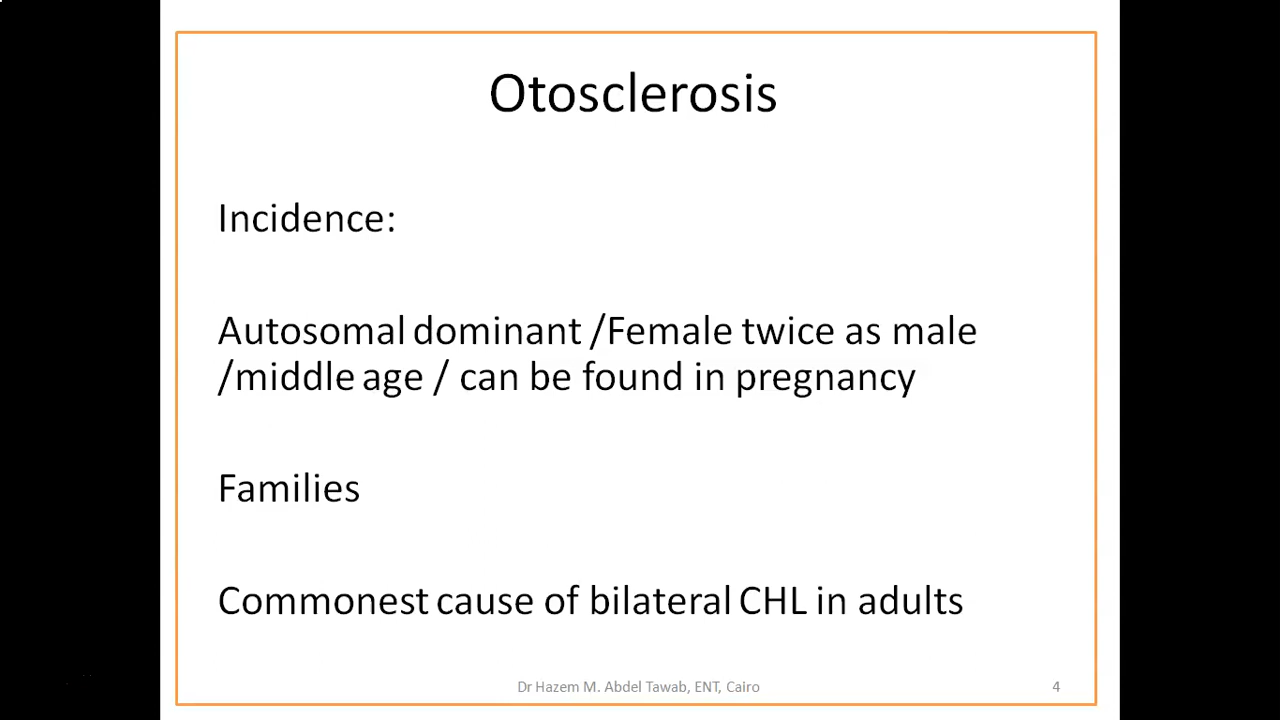 Otosclerosis
Incidence:
Autosomal dominant /Female twice as male
/middle age / can be found in pregnancy
Families
Commonest cause of bilateral CHL in adults
Dr Hazem M. Abdel Tawab, ENT, Cairo
4